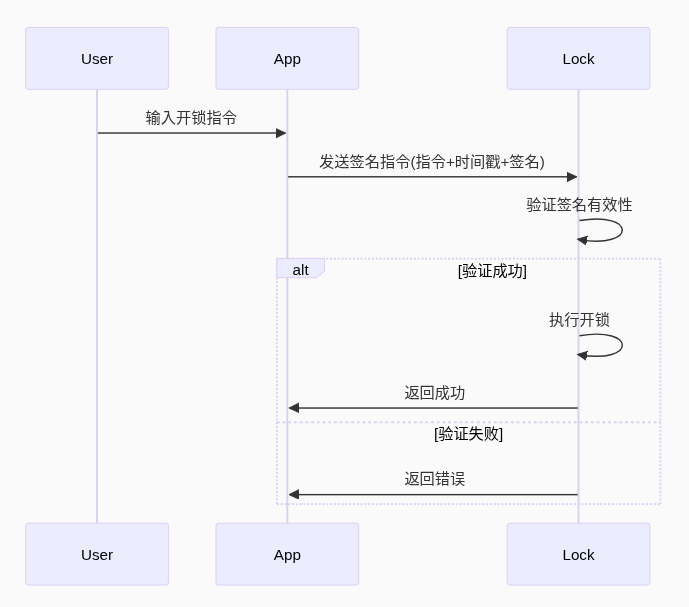 User
App
Lock
输入开锁指令
发送签名指令(指令+时间戳+签名)
验证签名有效性
alt
[验证成功]
执行开锁
返回成功
[验证失败]
返回错误
User
App
Lock